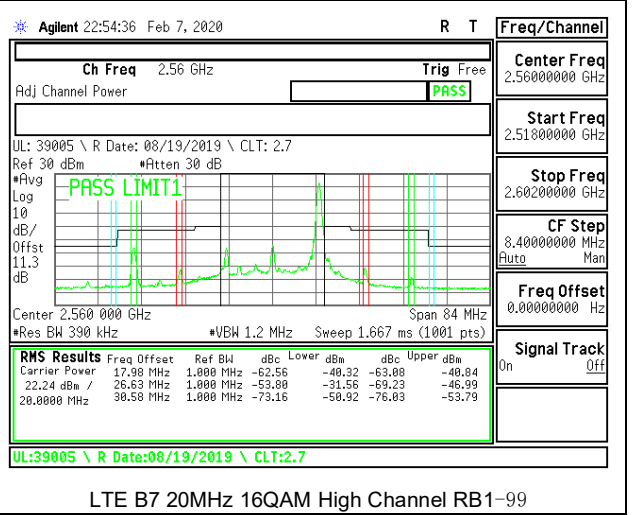 Agilent 22:54:36 Feb 7, 2020 R T
Freq/Channel
Ch Freq 2.56 GHz Trig Free
Adj Channel Power PASS
UL: 39005 \ R Date: 08/19/2019 \ CLT: 2.7
Ref 30 dBm #Atten 30 dB
#Avg
Log
10
dB/
Offst
11.3
dB
PASS LIMIT1
Center 2.560 000 GHz Span 84 MHz
#Res BW 390 kHz #VBW 1.2 MHz Sweep 1.667 ms (1001 pts)
RMS Results Freq Offset Ref BW dBc Lower dBm dBc Upper dBm
Carrier Power 17.98 MHz 1.000 MHz -62.56 -40.32 -63.08 -40.84
22.24 dBm / 26.63 MHz 1.000 MHz -53.80 -31.56 -69.23 -46.99
20.0000 MHz 30.58 MHz 1.000 MHz -73.16 -50.92 -76.03 -53.79
UL:39005 \ R Date:08/19/2019 \ CLT:2.7
Center Freq
2.56000000 GHz
Start Freq
2.51800000 GHz
Stop Freq
2.60200000 GHz
CF Step
8.40000000 MHz
Auto Man
Freq Offset
0.00000000 Hz
Signal Track
On Off
LTE B7 20MHz 16QAM High Channel RB1-99